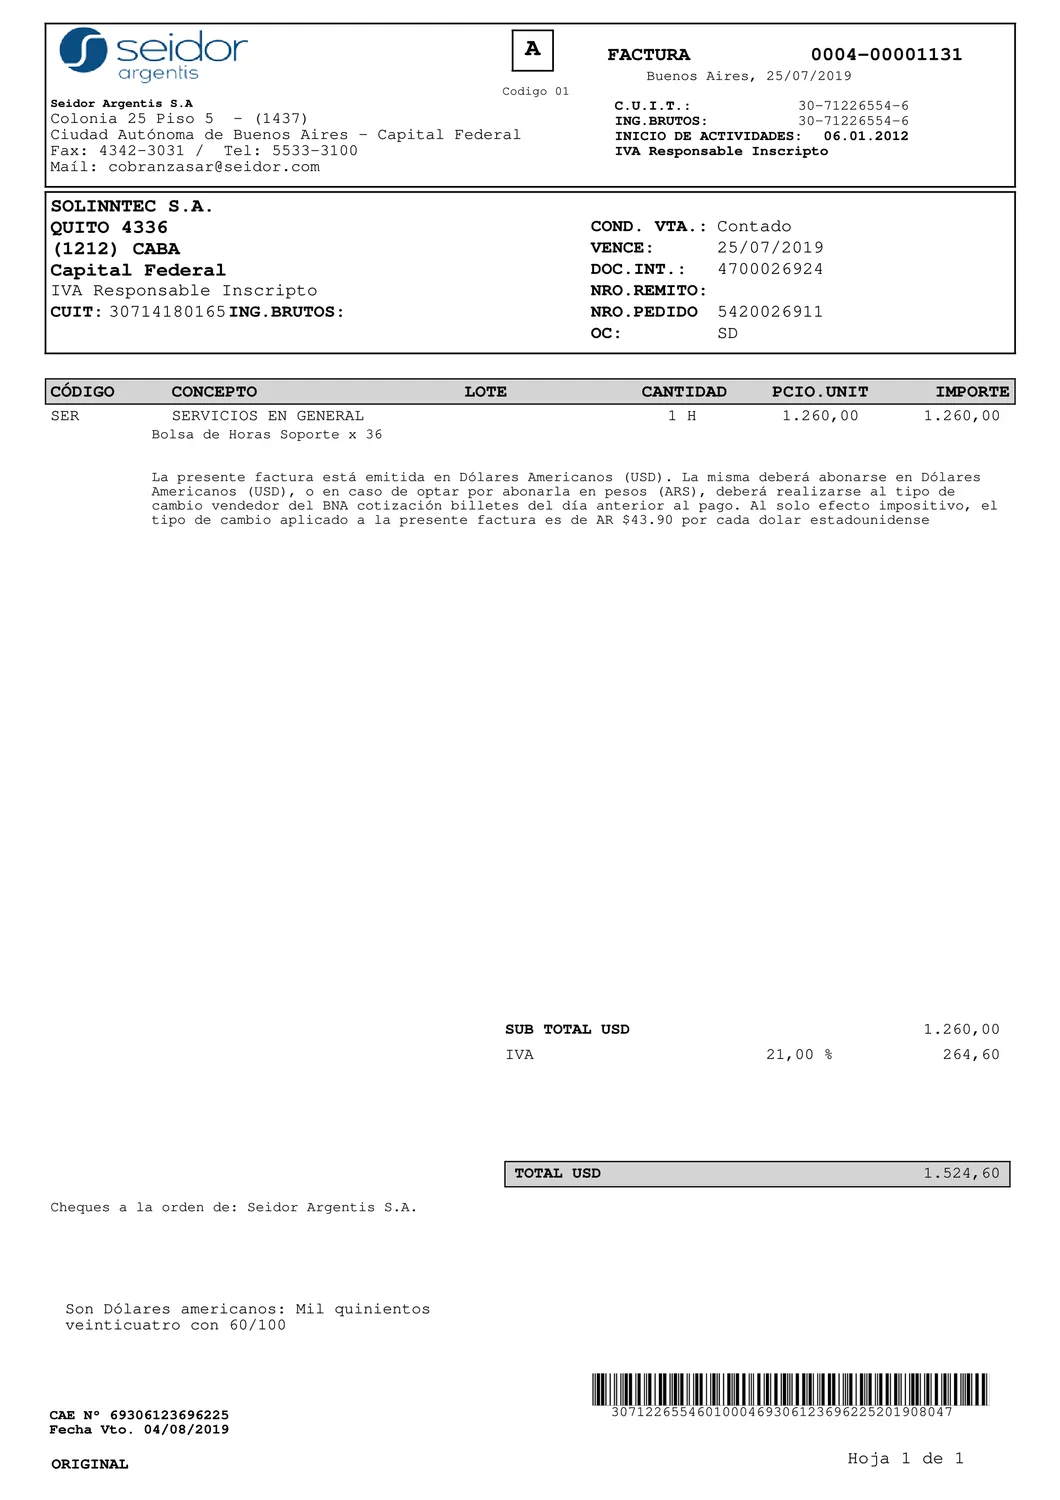 seidor
argentis
A
Codigo 01
FACTURA 0004-00001131
Buenos Aires, 25/07/2019
Seidor Argentis S.A
Colonia 25 Piso 5 - (1437)
Ciudad Autónoma de Buenos Aires - Capital Federal
Fax: 4342-3031 / Tel: 5533-3100
Maíl: cobranzasar@seidor.com
C.U.I.T.: 30-71226554-6
ING.BRUTOS: 30-71226554-6
INICIO DE ACTIVIDADES: 06.01.2012
IVA Responsable Inscripto
SOLINNTEC S.A.
QUITO 4336
(1212) CABA
Capital Federal
IVA Responsable Inscripto
CUIT: 30714180165 ING.BRUTOS:
COND. VTA.: Contado
VENCE: 25/07/2019
DOC.INT.: 4700026924
NRO.REMITO:
NRO.PEDIDO 5420026911
OC: SD
CÓDIGO CONCEPTO LOTE CANTIDAD PCIO.UNIT IMPORTE
SER SERVICIOS EN GENERAL 1 H 1.260,00 1.260,00
Bolsa de Horas Soporte x 36
La presente factura está emitida en Dólares Americanos (USD). La misma deberá abonarse en Dólares
Americanos (USD), o en caso de optar por abonarla en pesos (ARS), deberá realizarse al tipo de
cambio vendedor del BNA cotización billetes del día anterior al pago. Al solo efecto impositivo, el
tipo de cambio aplicado a la presente factura es de AR $43.90 por cada dolar estadounidense
SUB TOTAL USD 1.260,00
IVA 21,00 % 264,60
TOTAL USD 1.524,60
Cheques a la orden de: Seidor Argentis S.A.
Son Dólares americanos: Mil quinientos
veinticuatro con 60/100
3071226554601000469306123696225201908047
CAE Nº 69306123696225
Fecha Vto. 04/08/2019
ORIGINAL
Hoja 1 de 1